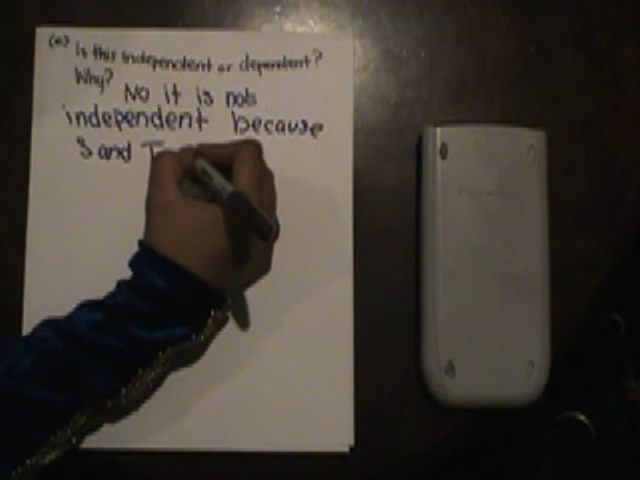 (e) Is this independent or dependent?
Why?
No it is not
independent because
S and T